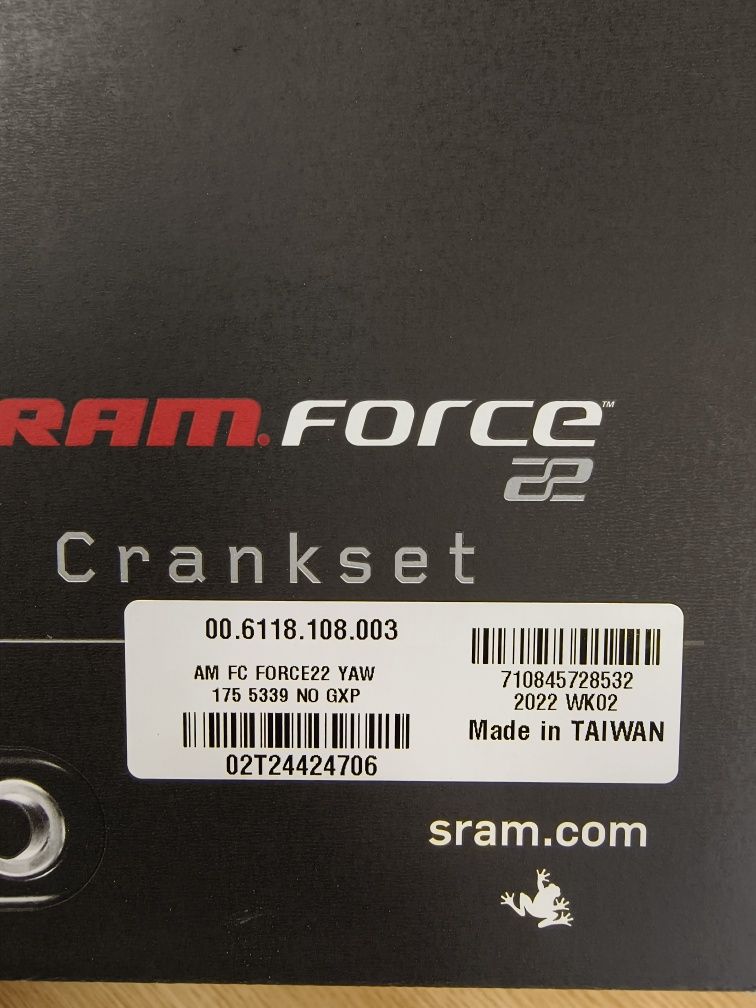 RAM. FORCE™
22
Crankset
00.6118.108.003
AM FC FORCE22 YAW
175 5339 NO GXP
02T24424706
710845728532
2022 WK02
Made in TAIWAN
sram.com